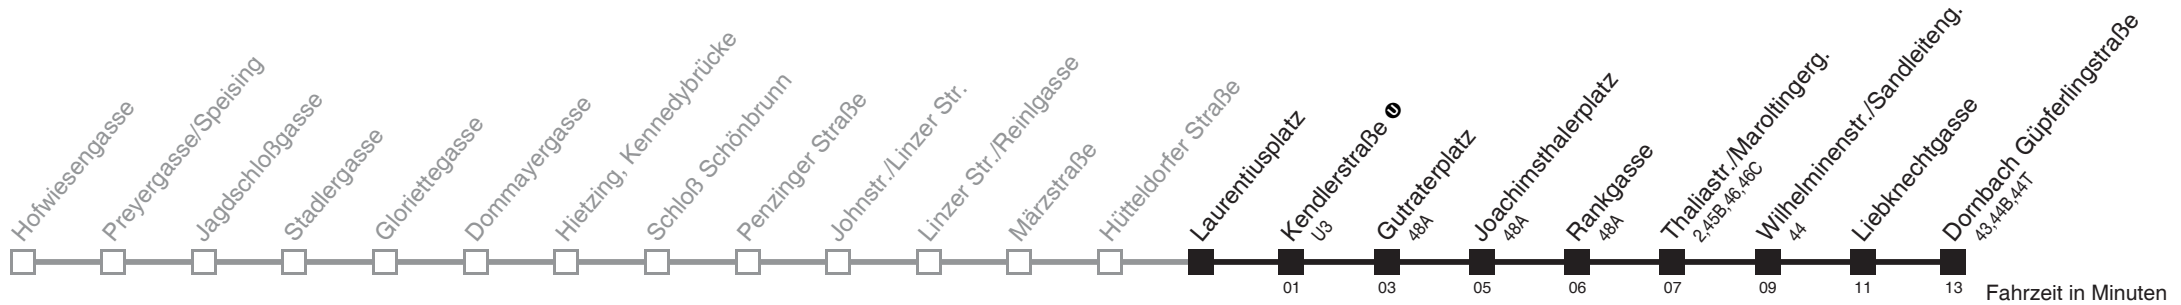 Hofwiesengasse
Preyergasse/Speising
Jagdschloßgasse
Stadlergasse
Gloriettegasse
Dommayergasse
Hietzing, Kennedybrücke
Schloß Schönbrunn
Penzinger Straße
Johnstr./Linzer Str.
Linzer Str./Reinlgasse
Märzstraße
Hütteldorfer Straße
Laurentiusplatz
Kendlerstraße U
U3
Gutraterplatz
48A
Joachimsthalerplatz
48A
Rankgasse
48A
Thaliastr./Maroltingerg.
2,45B,46,46C
Wilhelminenstr./Sandleiteng.
44
Liebknechtgasse
Dornbach Güpferlingstraße
43,44B,44T
01 03 05 06 07 09 11 13 Fahrzeit in Minuten